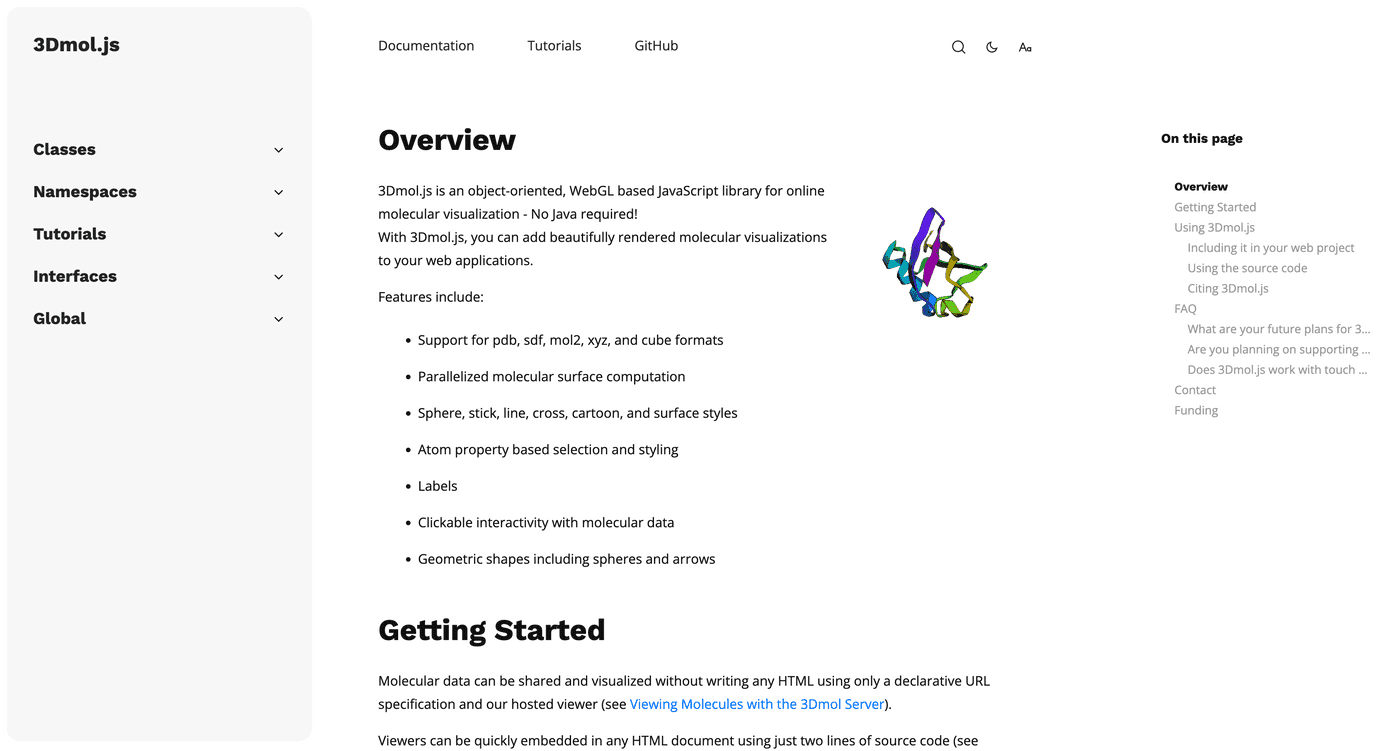 3Dmol.js
Documentation
Tutorials
GitHub
Aa
Classes
Namespaces
Tutorials
Interfaces
Global
Overview
3Dmol.js is an object-oriented, WebGL based JavaScript library for online
molecular visualization - No Java required!
With 3Dmol.js, you can add beautifully rendered molecular visualizations
to your web applications.
Features include:
• Support for pdb, sdf, mol2, xyz, and cube formats
• Parallelized molecular surface computation
• Sphere, stick, line, cross, cartoon, and surface styles
• Atom property based selection and styling
• Labels
• Clickable interactivity with molecular data
• Geometric shapes including spheres and arrows
Getting Started
Molecular data can be shared and visualized without writing any HTML using only a declarative URL
specification and our hosted viewer (see Viewing Molecules with the 3Dmol Server).
Viewers can be quickly embedded in any HTML document using just two lines of source code (see
On this page
Overview
Getting Started
Using 3Dmol.js
Including it in your web project
Using the source code
Citing 3Dmol.js
FAQ
What are your future plans for 3...
Are you planning on supporting ...
Does 3Dmol.js work with touch ...
Contact
Funding